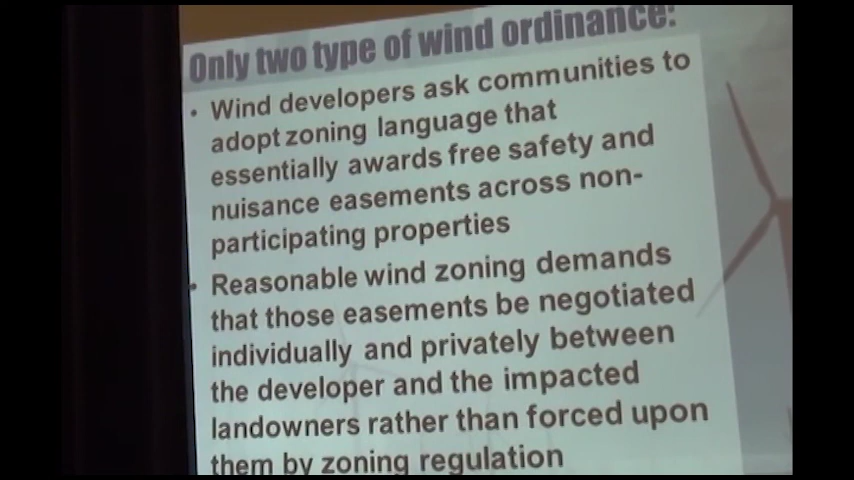 Only two type of wind ordinance:
• Wind developers ask communities to
adopt zoning language that
essentially awards free safety and
nuisance easements across non-
participating properties
• Reasonable wind zoning demands
that those easements be negotiated
individually and privately between
the developer and the impacted
landowners rather than forced upon
them by zoning regulation